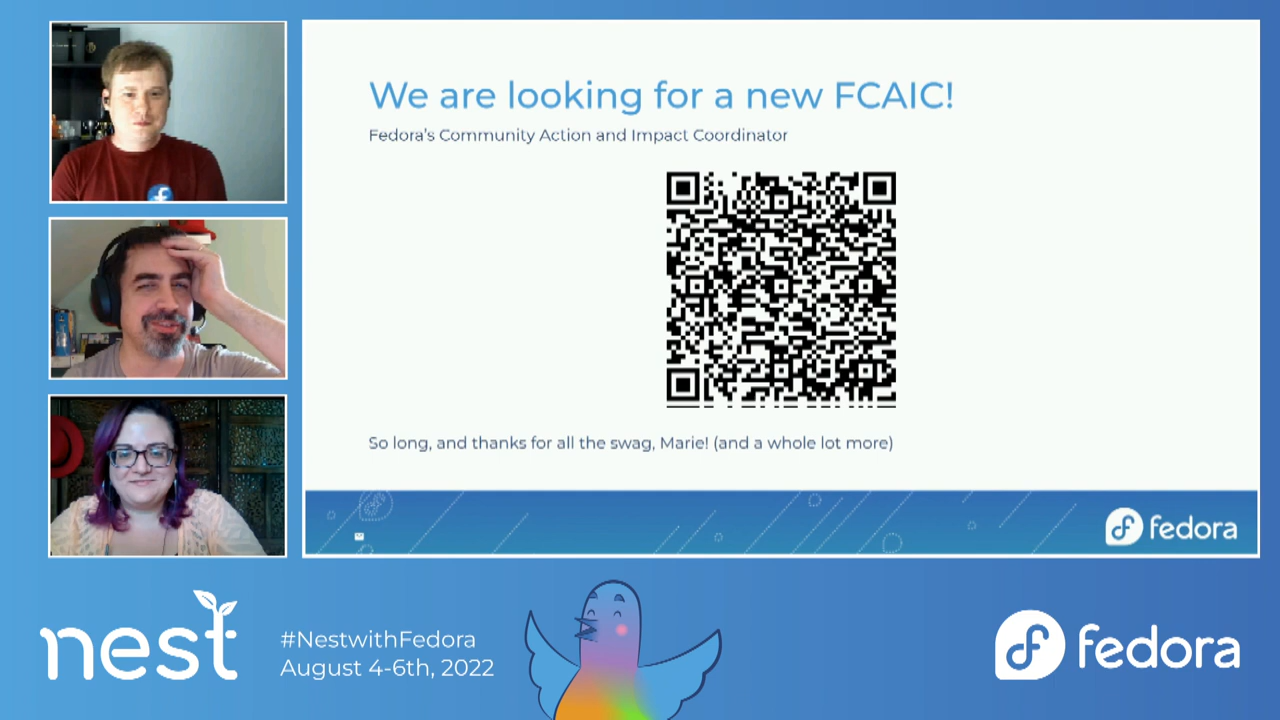 We are looking for a new FCAIC!
Fedora's Community Action and Impact Coordinator
So long, and thanks for all the swag, Marie! (and a whole lot more)
fedora
nest
#NestwithFedora
August 4-6th, 2022
fedora